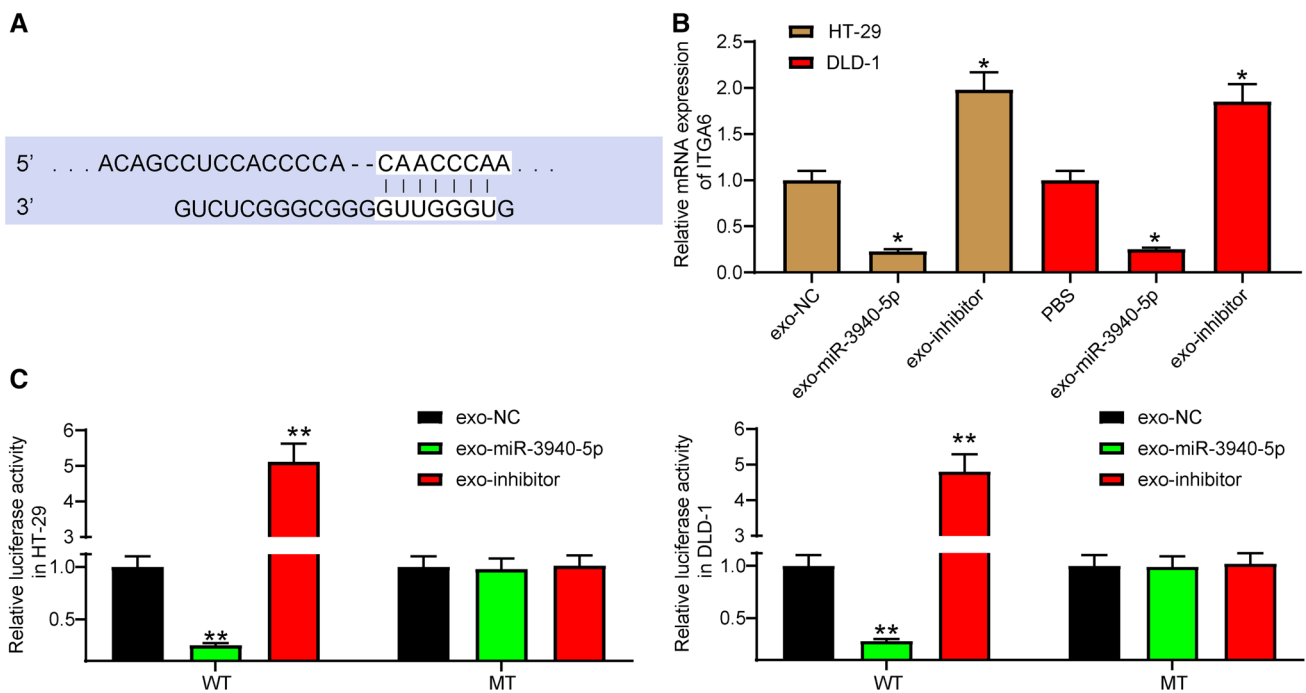 A
5’ . . . ACAGCCUCCACCCCA--CAACCCAA . . .
3’ GUCUCGGGCGGGGUUGGGUG
B
HT-29
DLD-1
Relative mRNA expression
of ITGA6
2.5
2.0
1.5
1.0
0.5
0.0
*
*
*
*
exo-NC
exo-miR-3940-5p
exo-inhibitor
PBS
exo-miR-3940-5p
exo-inhibitor
C
exo-NC
exo-miR-3940-5p
exo-inhibitor
Relative luciferase activity
in HT-29
6
5
4
3
1.0
0.5
**
**
WT
MT
exo-NC
exo-miR-3940-5p
exo-inhibitor
Relative luciferase activity
in DLD-1
6
5
4
3
1.0
0.5
**
**
WT
MT